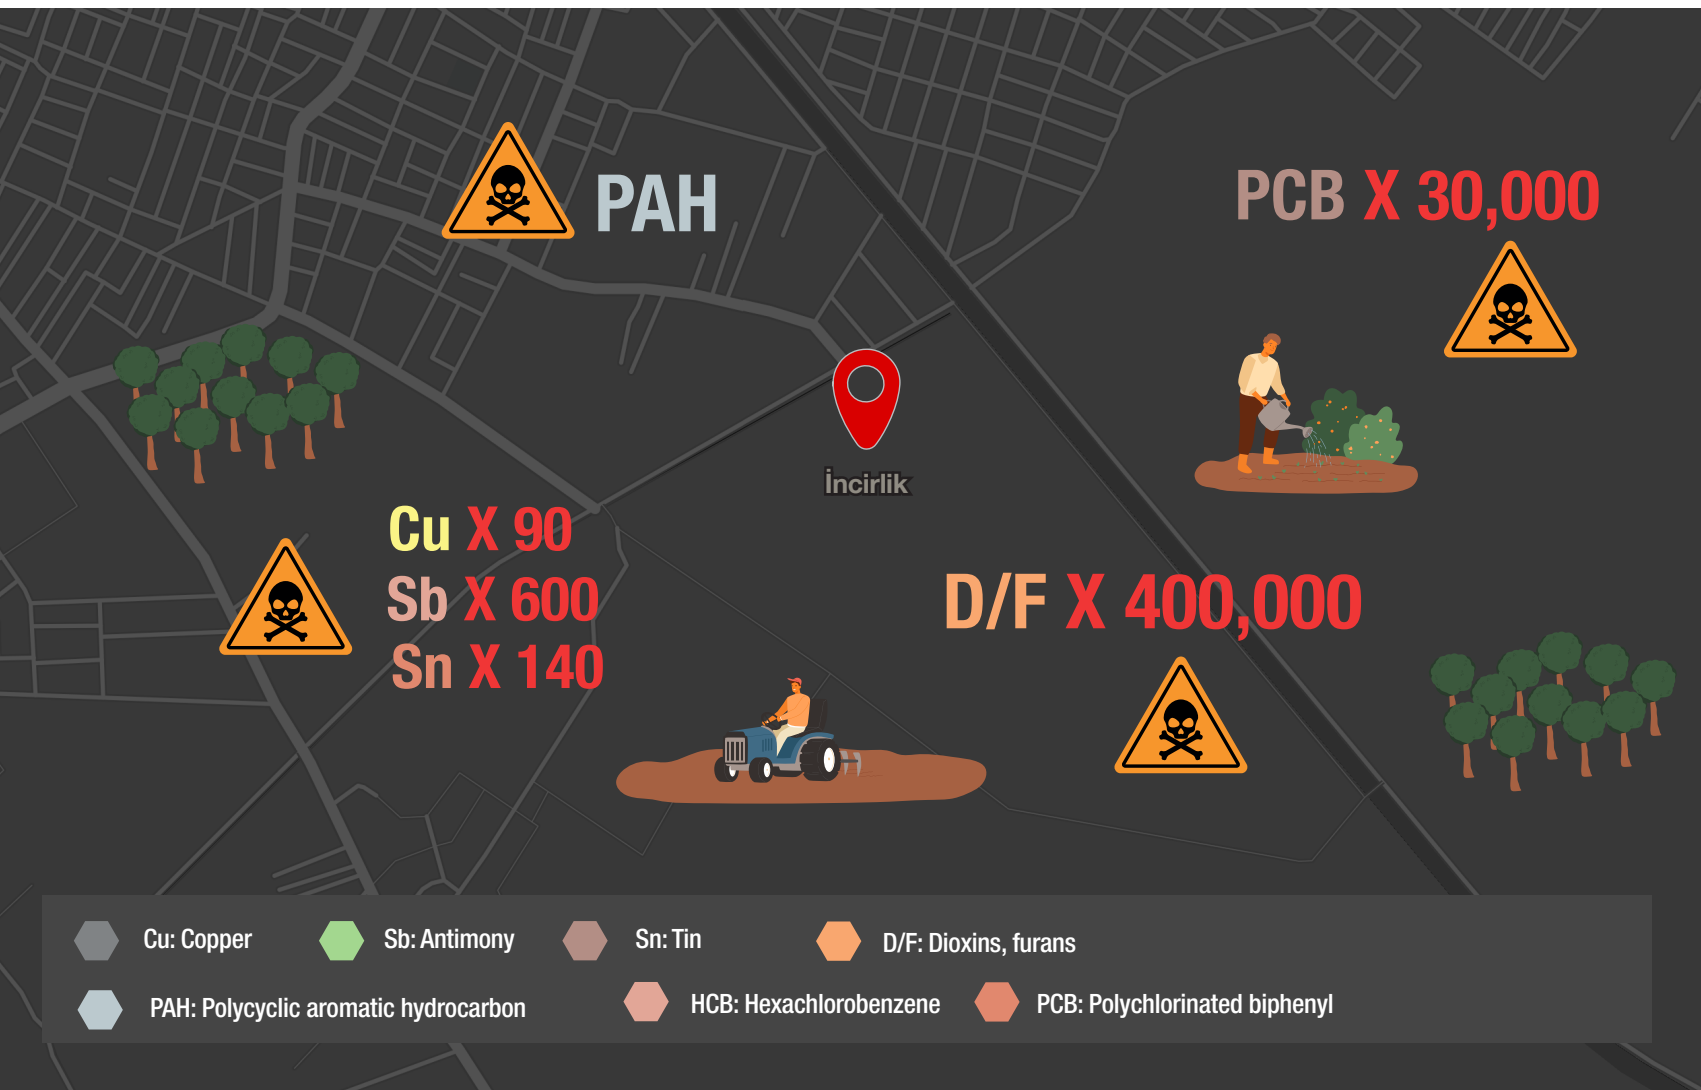 PAH
PCB X 30,000
İncirlik
Cu X 90
Sb X 600
Sn X 140
D/F X 400,000
Cu: Copper
Sb: Antimony
Sn: Tin
D/F: Dioxins, furans
PAH: Polycyclic aromatic hydrocarbon
HCB: Hexachlorobenzene
PCB: Polychlorinated biphenyl